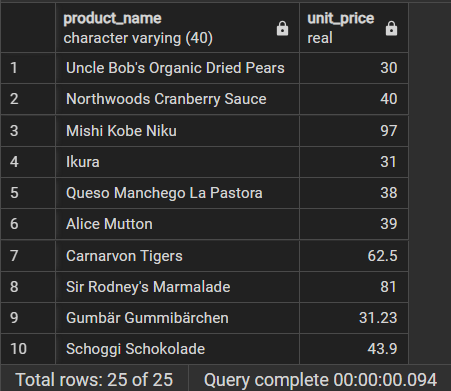 product_name unit_price
character varying (40) real
1 Uncle Bob's Organic Dried Pears 30
2 Northwoods Cranberry Sauce 40
3 Mishi Kobe Niku 97
4 Ikura 31
5 Queso Manchego La Pastora 38
6 Alice Mutton 39
7 Carnarvon Tigers 62.5
8 Sir Rodney's Marmalade 81
9 Gumbär Gummibärchen 31.23
10 Schoggi Schokolade 43.9
Total rows: 25 of 25 Query complete 00:00:00.094